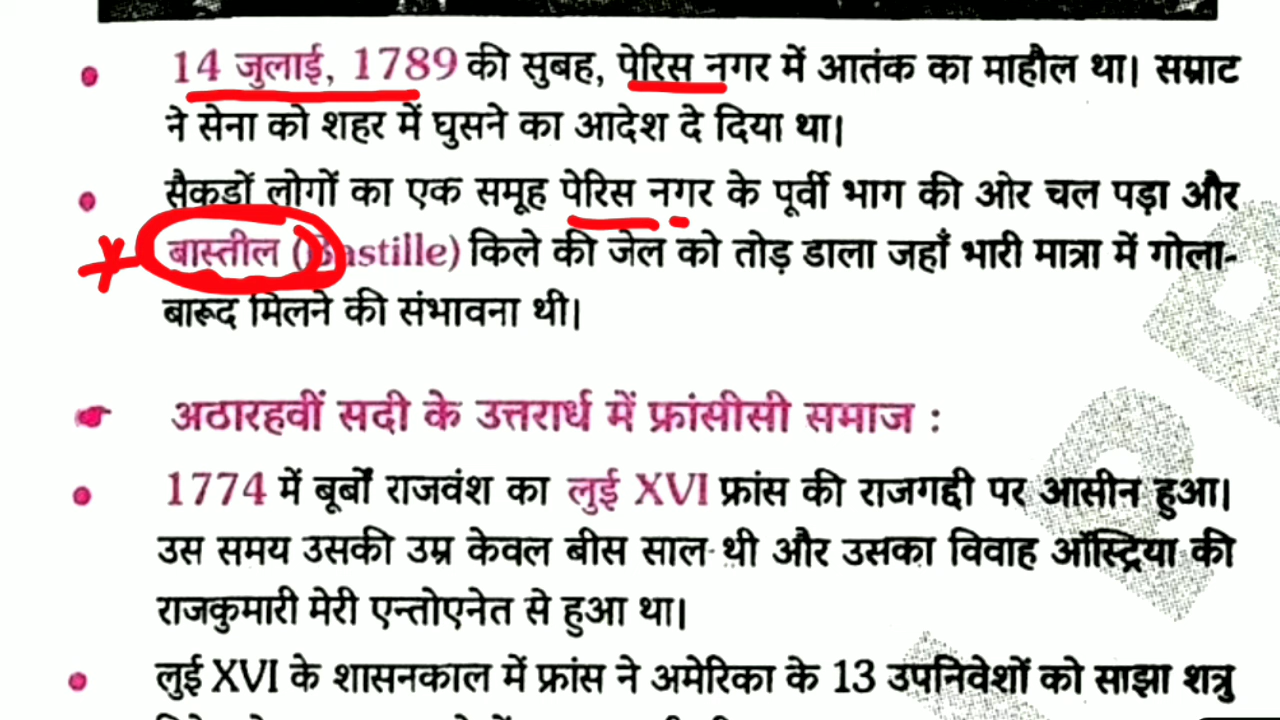 14 जुलाई, 1789 की सुबह, पेरिस नगर में आतंक का माहौल था। सम्राट
ने सेना को शहर में घुसने का आदेश दे दिया था।
सैकडों लोगों का एक समूह पेरिस नगर के पूर्वी भाग की ओर चल पड़ा और
बास्तील (Bastille) किले की जेल को तोड़ डाला जहाँ भारी मात्रा में गोला-
बारूद मिलने की संभावना थी।
अठारहवीं सदी के उत्तरार्ध में फ्रांसीसी समाज :
1774 में बूर्बों राजवंश का लुई XVI फ्रांस की राजगद्दी पर आसीन हुआ।
उस समय उसकी उम्र केवल बीस साल थी और उसका विवाह ऑस्ट्रिया की
राजकुमारी मेरी एन्तोएनेत से हुआ था।
लुई XVI के शासनकाल में फ्रांस ने अमेरिका के 13 उपनिवेशों को साझा शत्रु